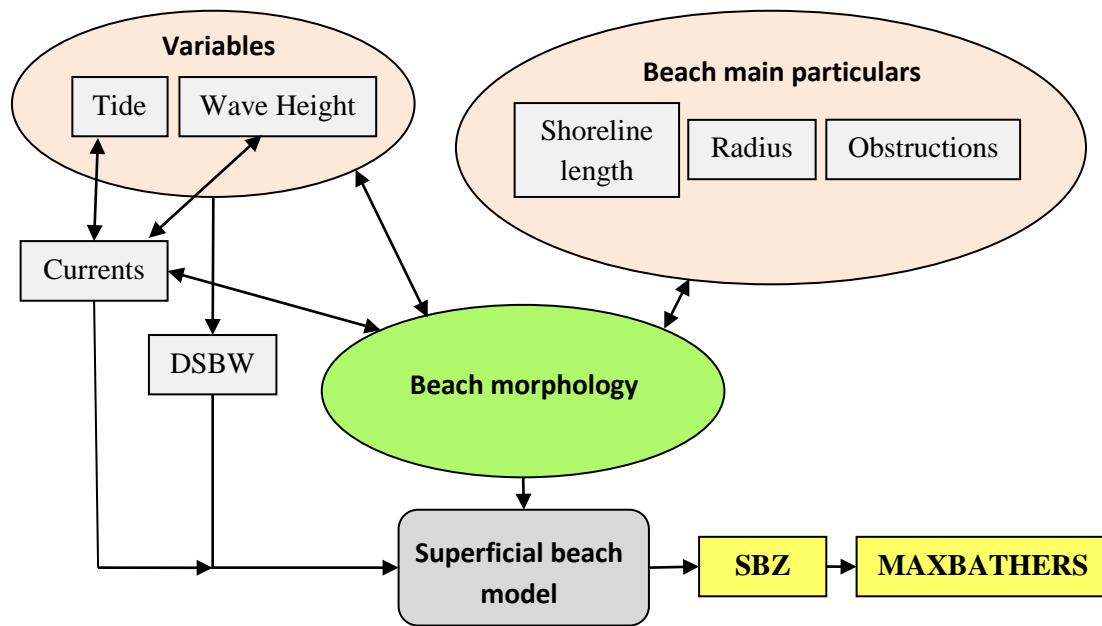 Variables
Tide
Wave Height
Beach main particulars
Shoreline
length
Radius
Obstructions
Currents
DSBW
Beach morphology
Superficial beach
model
SBZ
MAXBATHERS